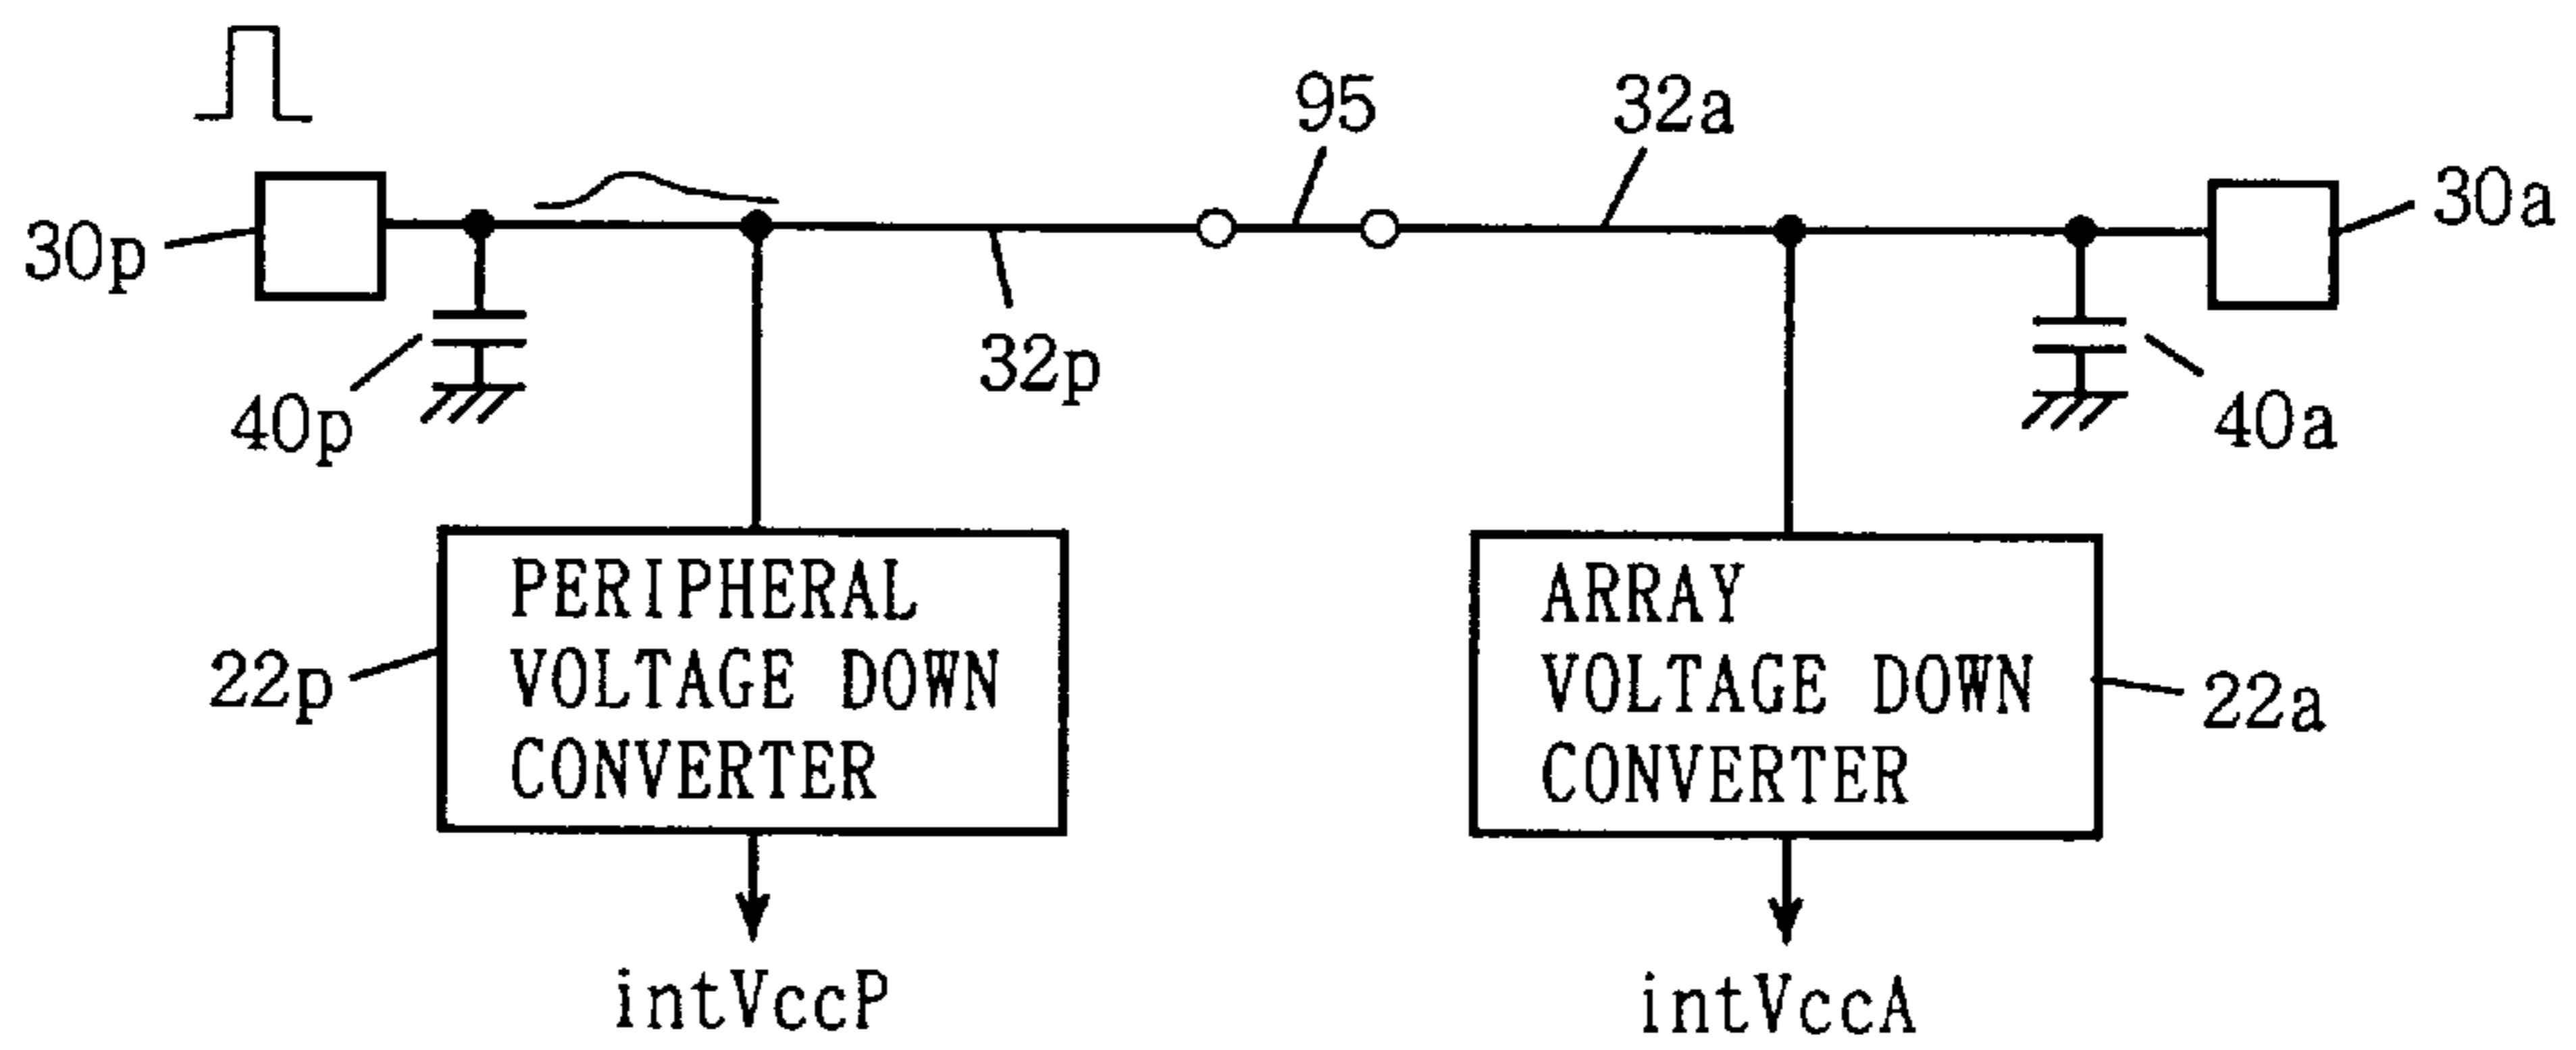 95
32a
30p
30a
32p
40p
40a
PERIPHERAL
VOLTAGE DOWN
CONVERTER
22p
ARRAY
VOLTAGE DOWN
CONVERTER
22a
intVccP
intVccA